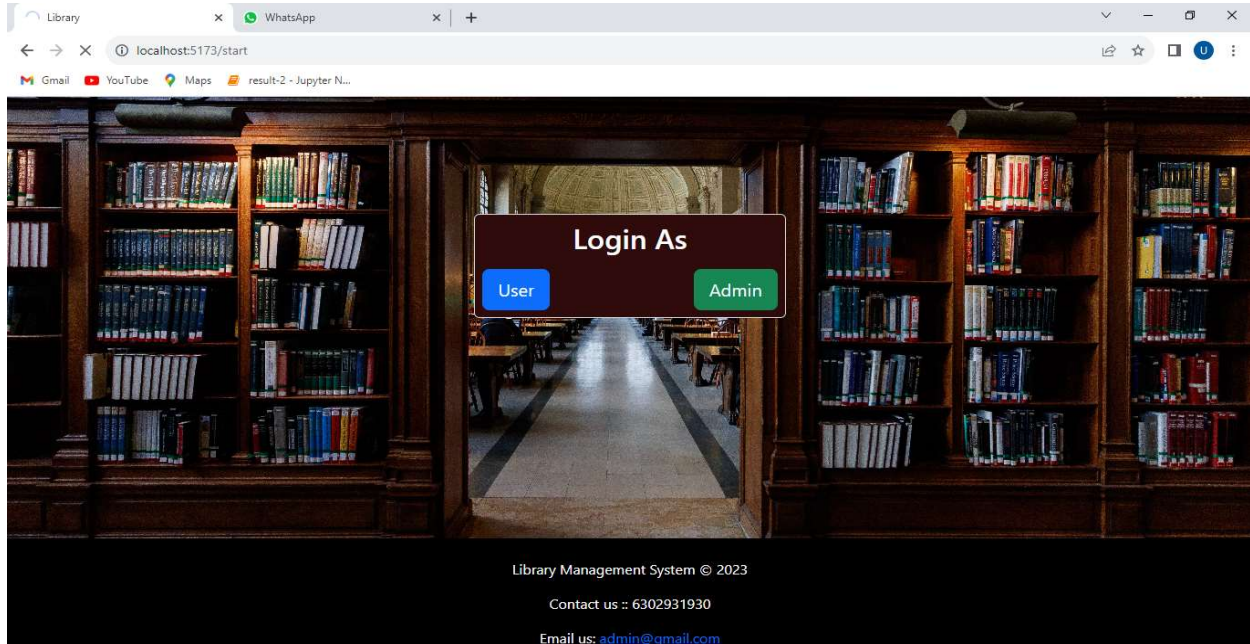 Library
WhatsApp
localhost:5173/start
U
Gmail YouTube Maps result-2 - Jupyter N...
Login As
User Admin
Library Management System © 2023
Contact us :: 6302931930
Email us: admin@gmail.com